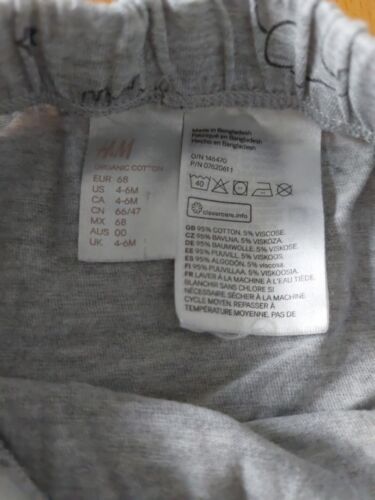 H&M
ORGANIC COTTON
EUR 68
US 4-6M
CA 4-6M
CN 66/47
MX 68
AUS 00
UK 4-6M
Made in Bangladesh
Fabriqué en Bangladesh
Hecho en Bangladesh
O/N 146470
P/N 07620611
40
clevercare.info
GB 95% COTTON, 5% VISCOSE.
CZ 95% BAVLNA, 5% VISKÓZA.
DE 95% BAUMWOLLE, 5% VISKOSE.
EE 95% PUUVILL, 5% VISKOOS.
ES 95% ALGODÓN, 5% viscosa.
FI 95% PUUVILLAA, 5% VISKOOSIA.
FR LAVER À LA MACHINE À L'EAU TIÈDE.
BLANCHIR SANS CHLORE SI
NÉCESSAIRE. SÉCHER À LA MACHINE
CYCLE MOYEN. REPASSER À
TEMPÉRATURE MOYENNE. PAS DE